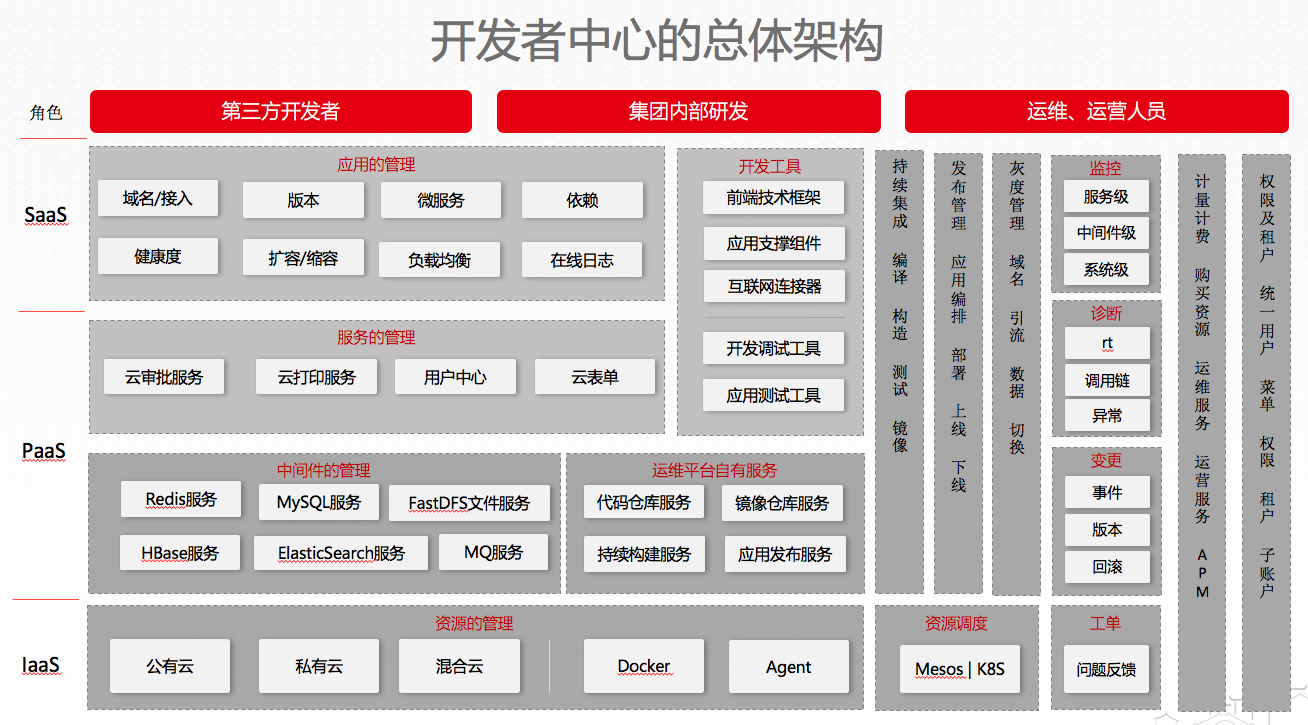 开发者中心的总体架构
角色
第三方开发者
集团内部研发
运维、运营人员
SaaS
应用的管理
域名/接入
版本
微服务
依赖
健康度
扩容/缩容
负载均衡
在线日志
开发工具
前端技术框架
应用支撑组件
互联网连接器
开发调试工具
应用测试工具
服务的管理
云审批服务
云打印服务
用户中心
云表单
PaaS
中间件的管理
Redis服务
MySQL服务
FastDFS文件服务
HBase服务
ElasticSearch服务
MQ服务
运维平台自有服务
代码仓库服务
镜像仓库服务
持续构建服务
应用发布服务
持续集成 编译 构造 测试 镜像
发布管理 应用编排 部署 上线 下线
灰度管理 域名 引流 数据 切换
监控
服务级
中间件级
系统级
诊断
rt
调用链
异常
变更
事件
版本
回滚
计量计费 购买资源 运维服务 运营服务 APM
权限及租户 统一用户 菜单 权限 租户 子账户
IaaS
资源的管理
公有云
私有云
混合云
Docker
Agent
资源调度
Mesos | K8S
工单
问题反馈